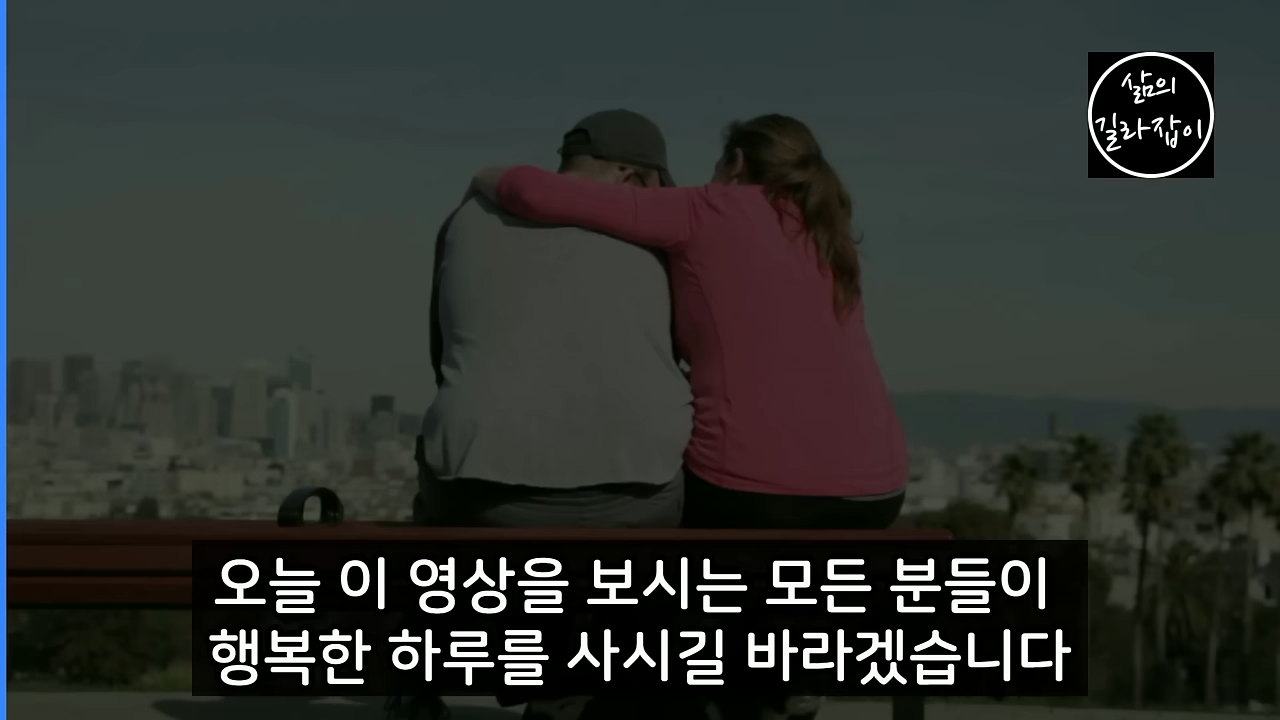 삶의
길라잡이
오늘 이 영상을 보시는 모든 분들이
행복한 하루를 사시길 바라겠습니다